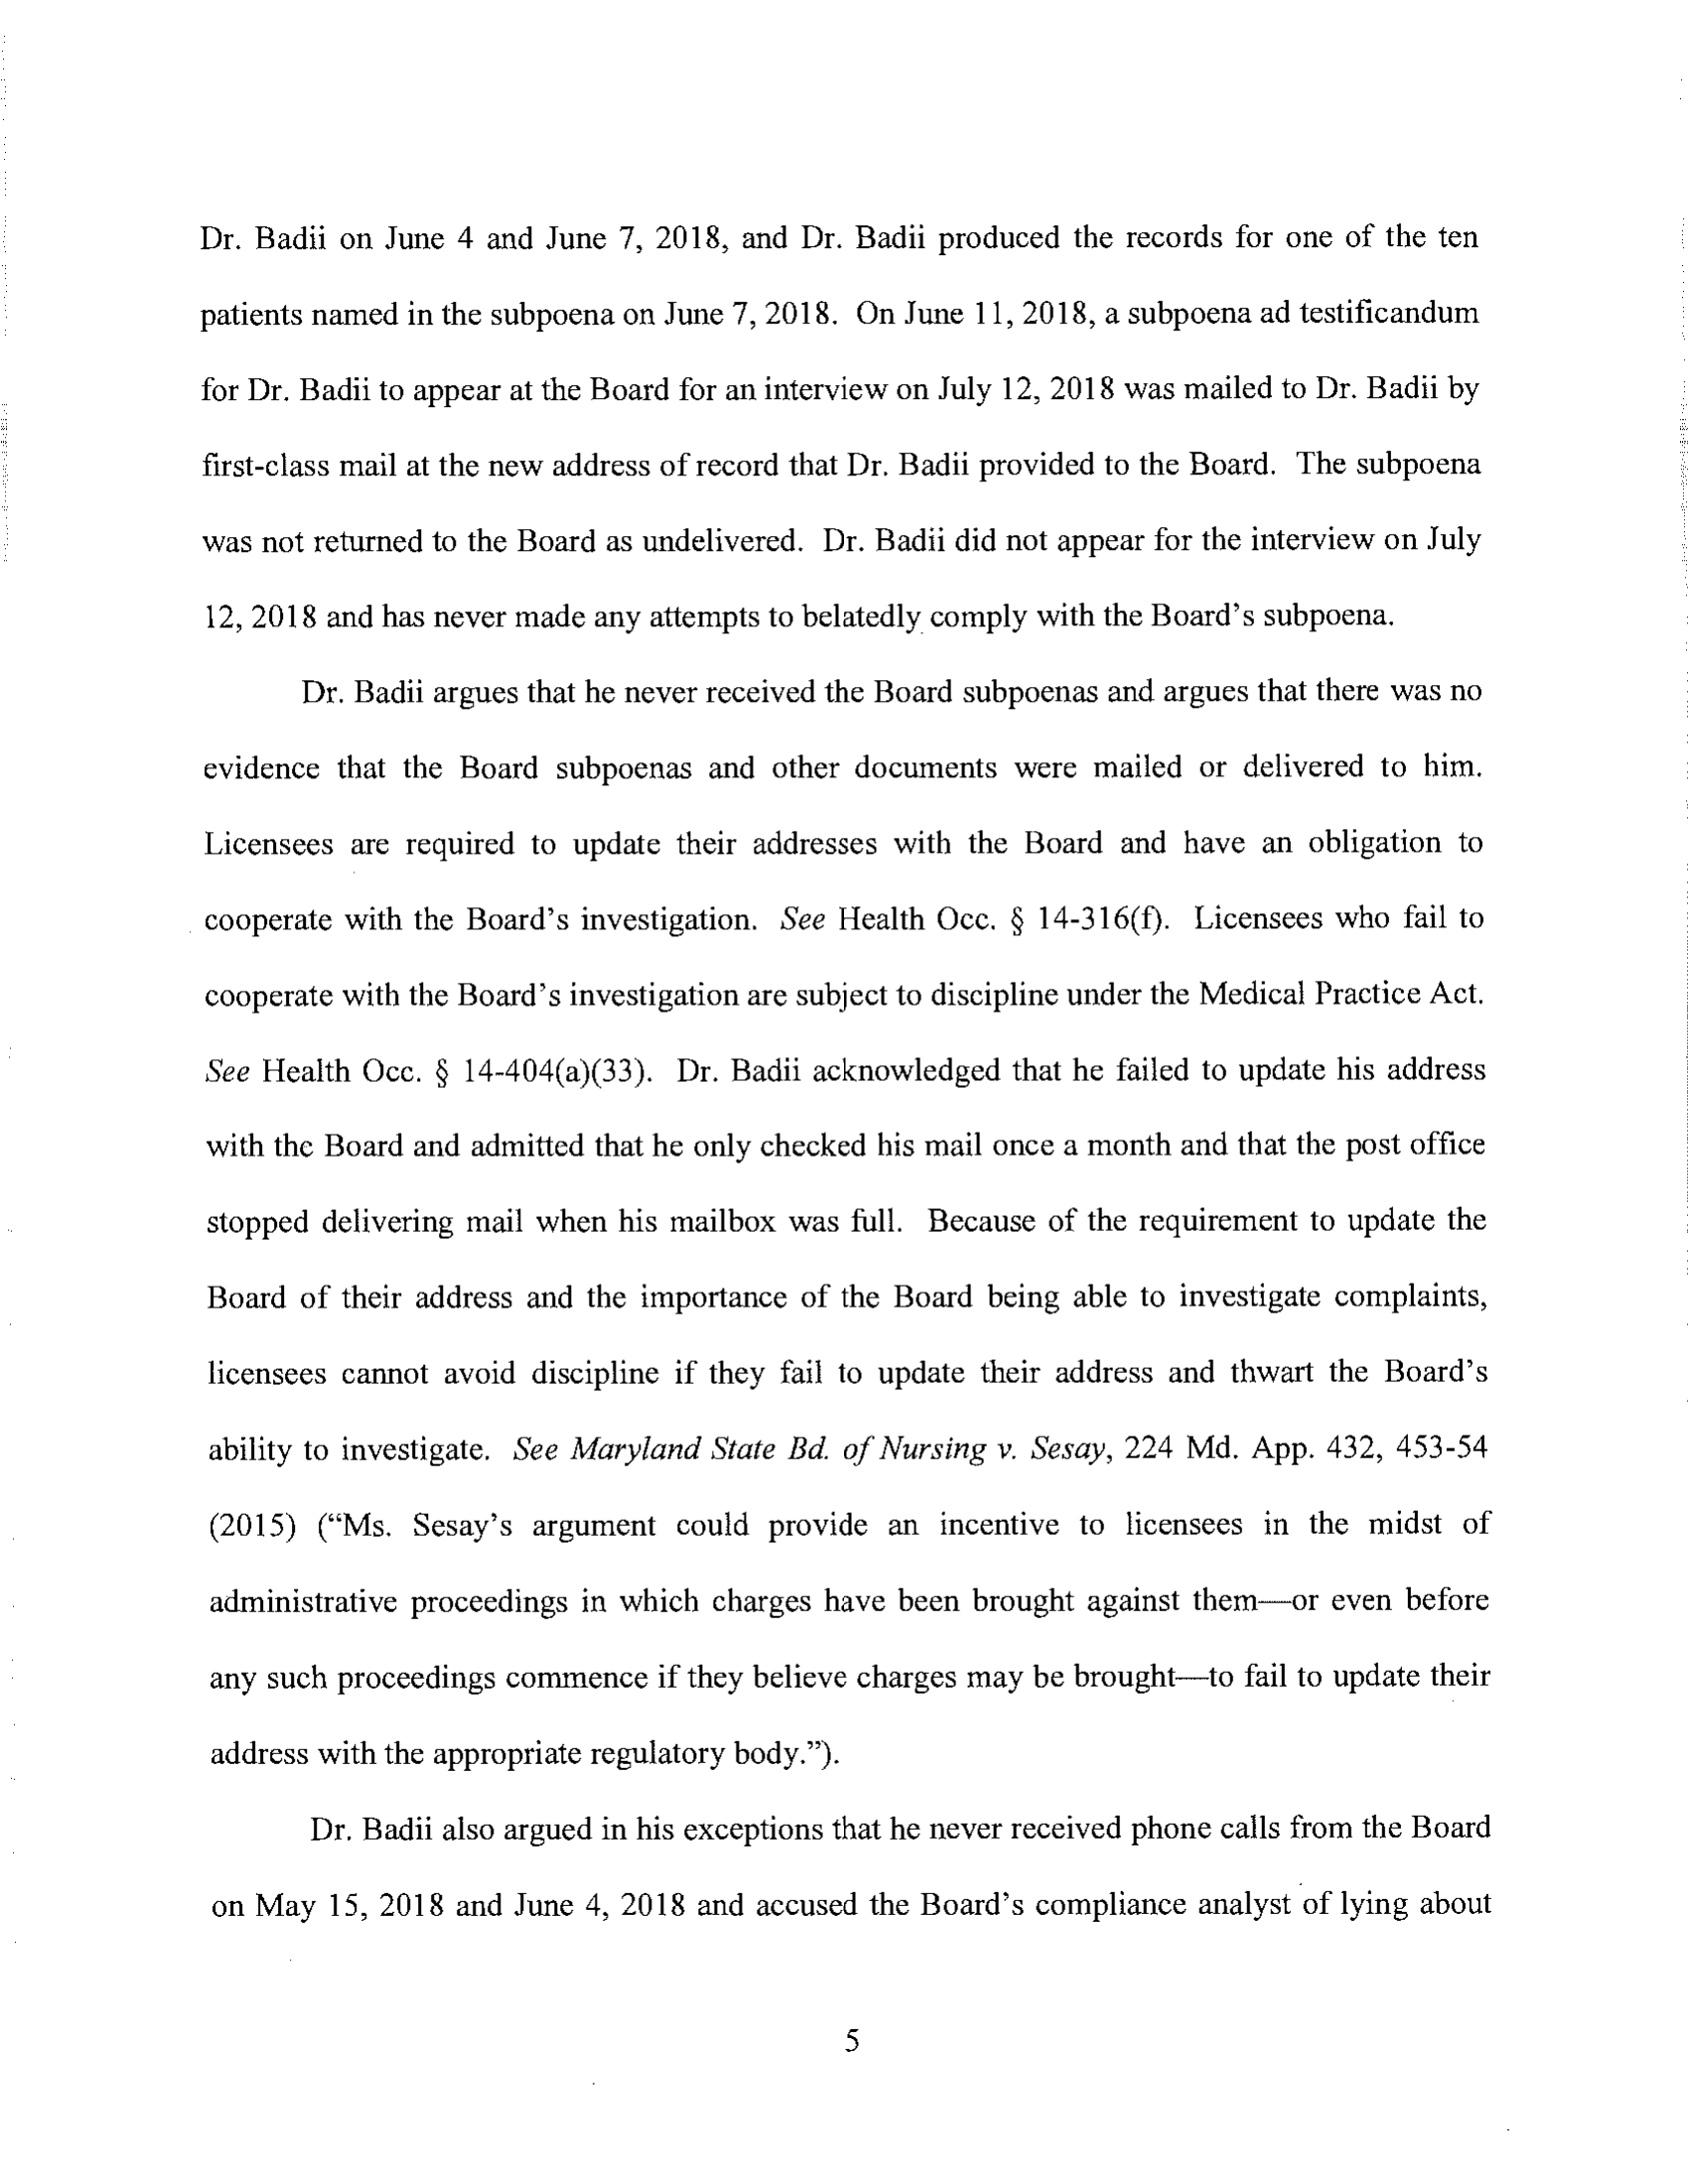 Dr. Badii on June 4 and June 7, 2018, and Dr. Badii produced the records for one of the ten
patients named in the subpoena on June 7, 2018. On June 11, 2018, a subpoena ad testificandum
for Dr. Badii to appear at the Board for an interview on July 12, 2018 was mailed to Dr. Badii by
first-class mail at the new address of record that Dr. Badii provided to the Board. The subpoena
was not returned to the Board as undelivered. Dr. Badii did not appear for the interview on July
12, 2018 and has never made any attempts to belatedly comply with the Board's subpoena.
Dr. Badii argues that he never received the Board subpoenas and argues that there was no
evidence that the Board subpoenas and other documents were mailed or delivered to him.
Licensees are required to update their addresses with the Board and have an obligation to
cooperate with the Board's investigation. See Health Occ. § 14-316(f). Licensees who fail to
cooperate with the Board's investigation are subject to discipline under the Medical Practice Act.
See Health Occ. § 14-404(a)(33). Dr. Badii acknowledged that he failed to update his address
with the Board and admitted that he only checked his mail once a month and that the post office
stopped delivering mail when his mailbox was full. Because of the requirement to update the
Board of their address and the importance of the Board being able to investigate complaints,
licensees cannot avoid discipline if they fail to update their address and thwart the Board's
ability to investigate. See Maryland State Bd. of Nursing v. Sesay, 224 Md. App. 432, 453-54
(2015) ("Ms. Sesay's argument could provide an incentive to licensees in the midst of
administrative proceedings in which charges have been brought against them—or even before
any such proceedings commence if they believe charges may be brought—to fail to update their
address with the appropriate regulatory body.").
Dr. Badii also argued in his exceptions that he never received phone calls from the Board
on May 15, 2018 and June 4, 2018 and accused the Board's compliance analyst of lying about
5